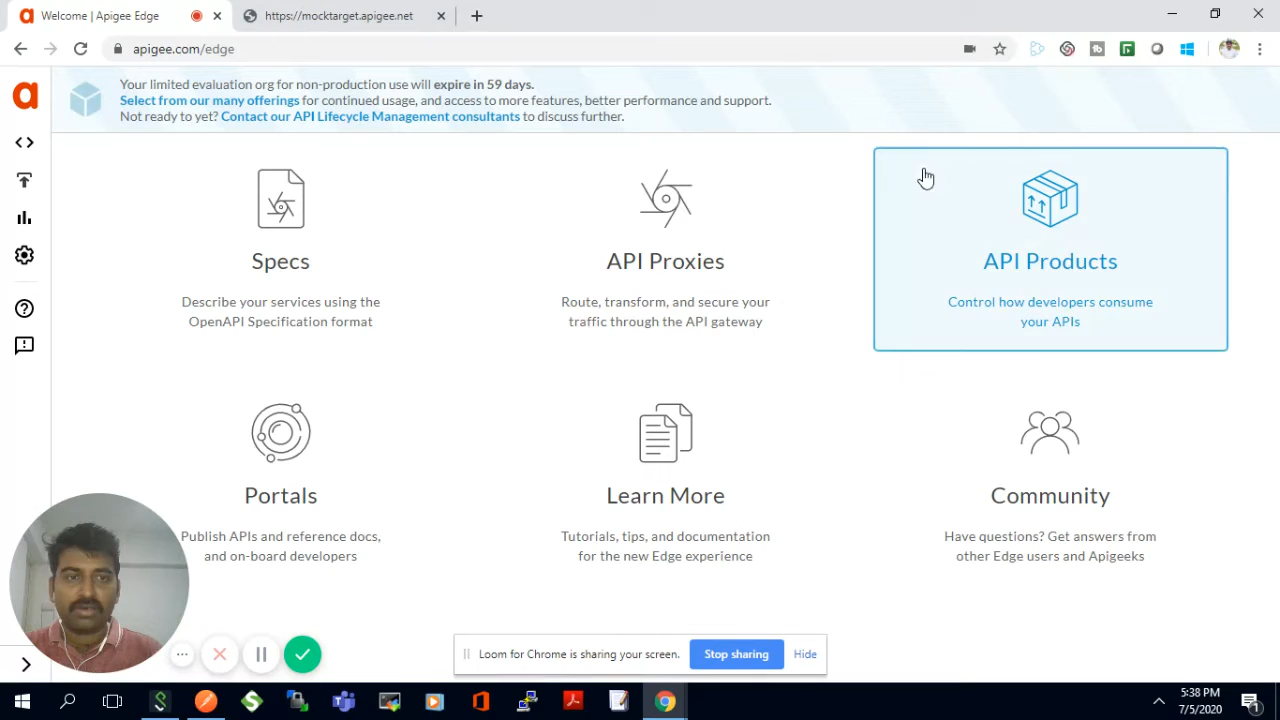 Welcome | Apigee Edge
https://mocktarget.apigee.net
apigee.com/edge
Your limited evaluation org for non-production use will expire in 59 days.
Select from our many offerings for continued usage, and access to more features, better performance and support.
Not ready to yet? Contact our API Lifecycle Management consultants to discuss further.
Specs
Describe your services using the
OpenAPI Specification format
API Proxies
Route, transform, and secure your
traffic through the API gateway
API Products
Control how developers consume
your APIs
Portals
Publish APIs and reference docs,
and on-board developers
Learn More
Tutorials, tips, and documentation
for the new Edge experience
Community
Have questions? Get answers from
other Edge users and Apigeeks
Loom for Chrome is sharing your screen.
Stop sharing
Hide
5:38 PM
7/5/2020